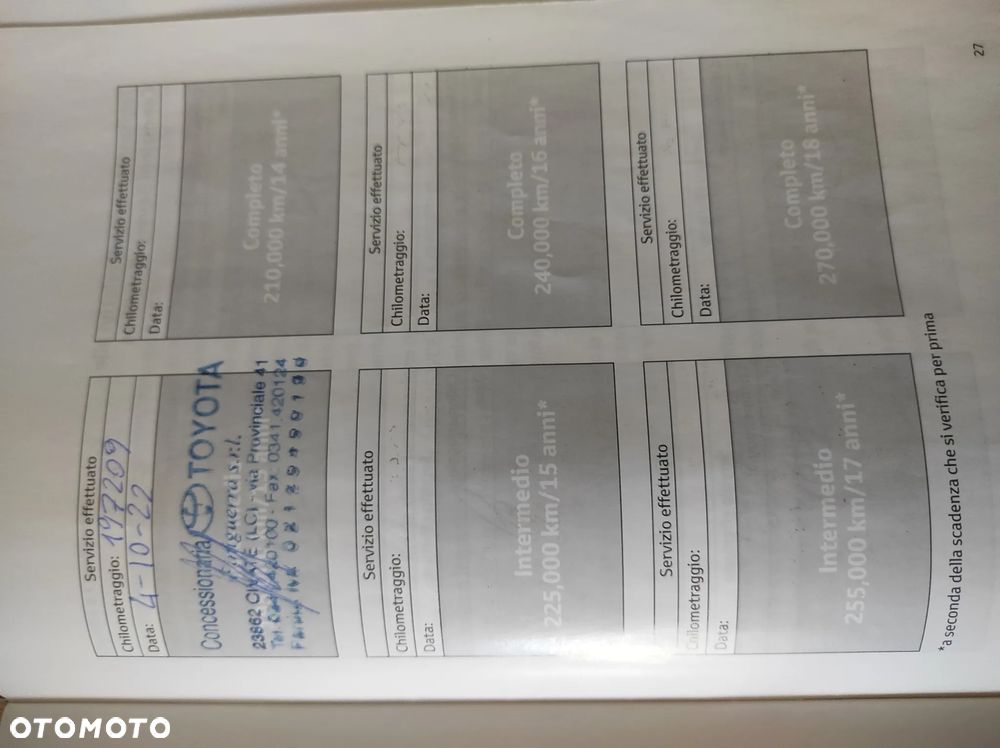 Servizio effettuato
Chilometraggio: 197209
Data: 4-10-22
Concessionaria TOYOTA
23862 CIVATE (LC) - via Provinciale 41
Fax 0341.420124
Servizio effettuato
Chilometraggio:
Data:
Completo
210,000 km/14 anni*
Servizio effettuato
Chilometraggio:
Data:
Intermedio
225,000 km/15 anni*
Servizio effettuato
Chilometraggio:
Data:
Completo
240,000 km/16 anni*
Servizio effettuato
Chilometraggio:
Data:
Intermedio
255,000 km/17 anni*
Servizio effettuato
Chilometraggio:
Data:
Completo
270,000 km/18 anni*
*a seconda della scadenza che si verifica per prima
27
OTOMOTO